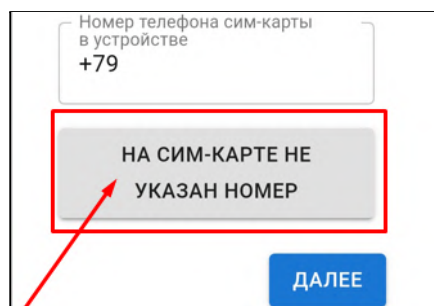 Номер телефона сим-карты
в устройстве
+79
НА СИМ-КАРТЕ НЕ
УКАЗАН НОМЕР
ДАЛЕЕ